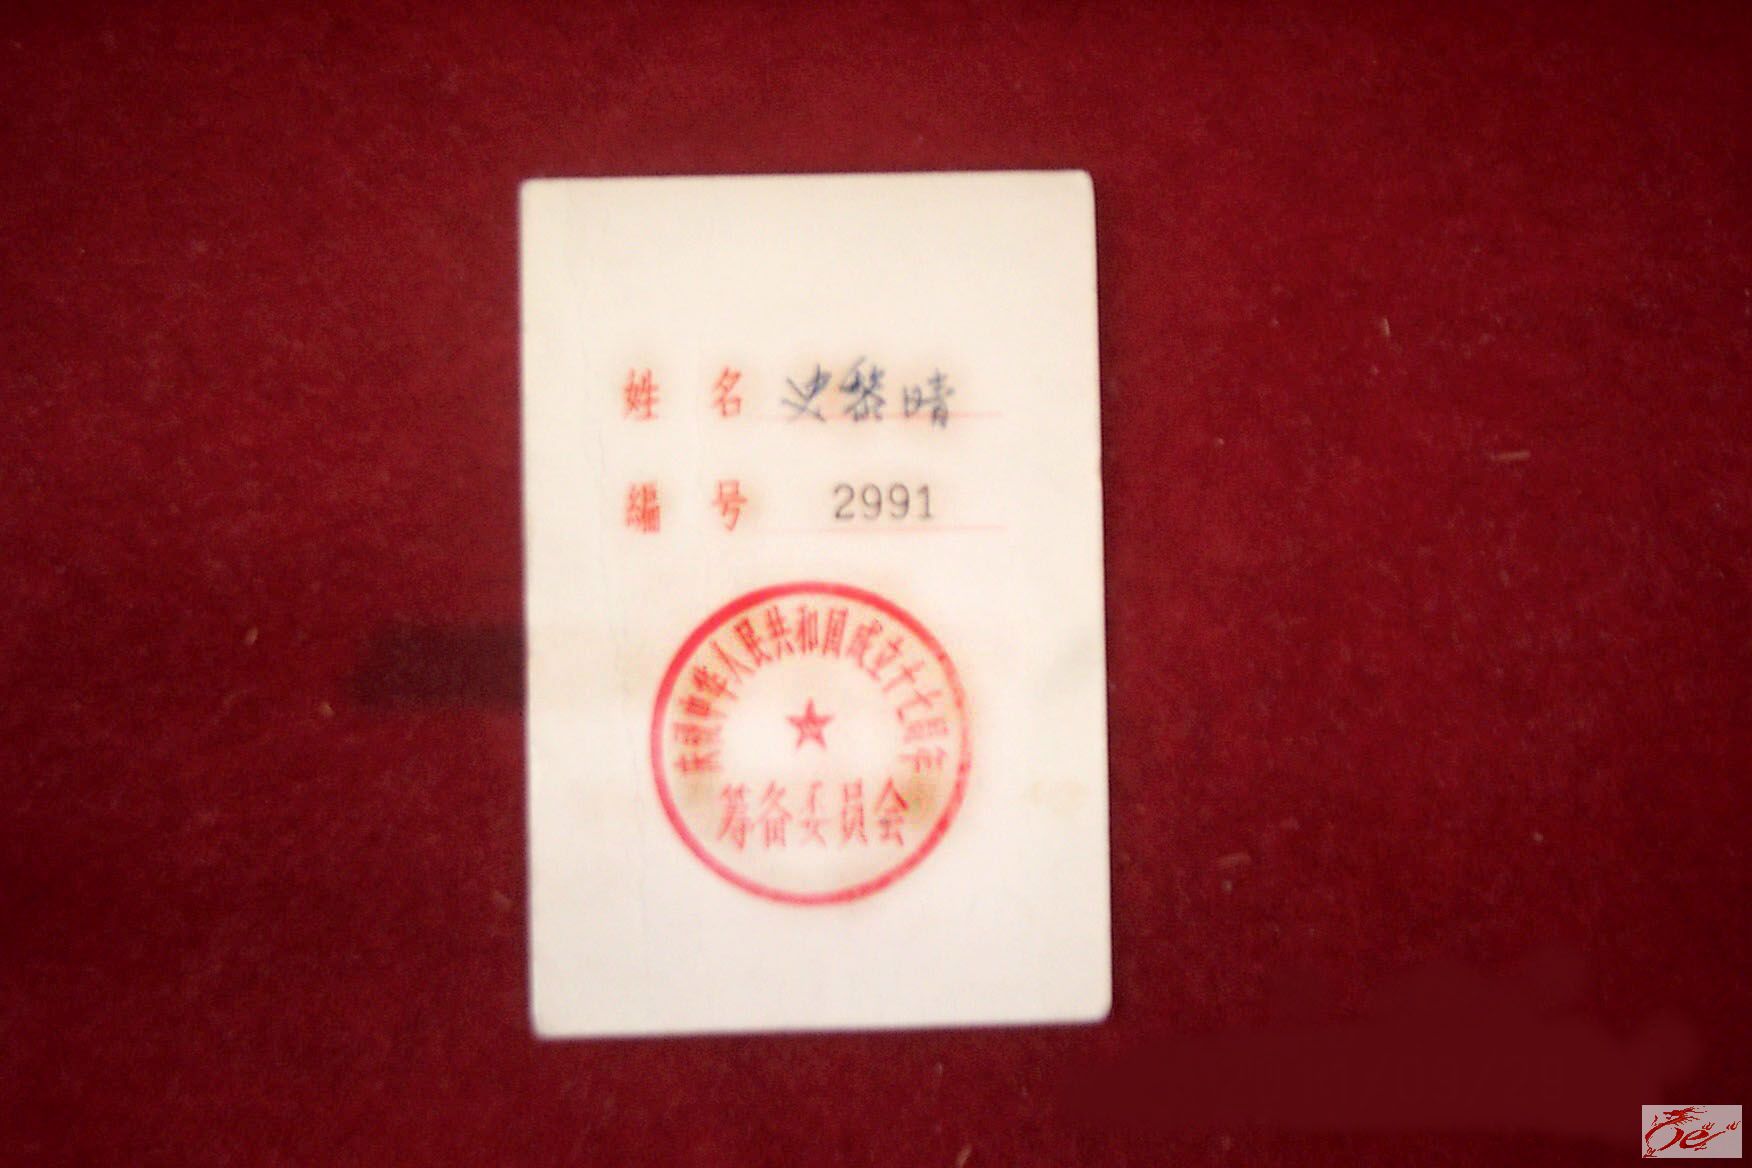 姓 名 史黎晴
編 号 2991
庆祝中华人民共和国成立十七周年
筹备委员会